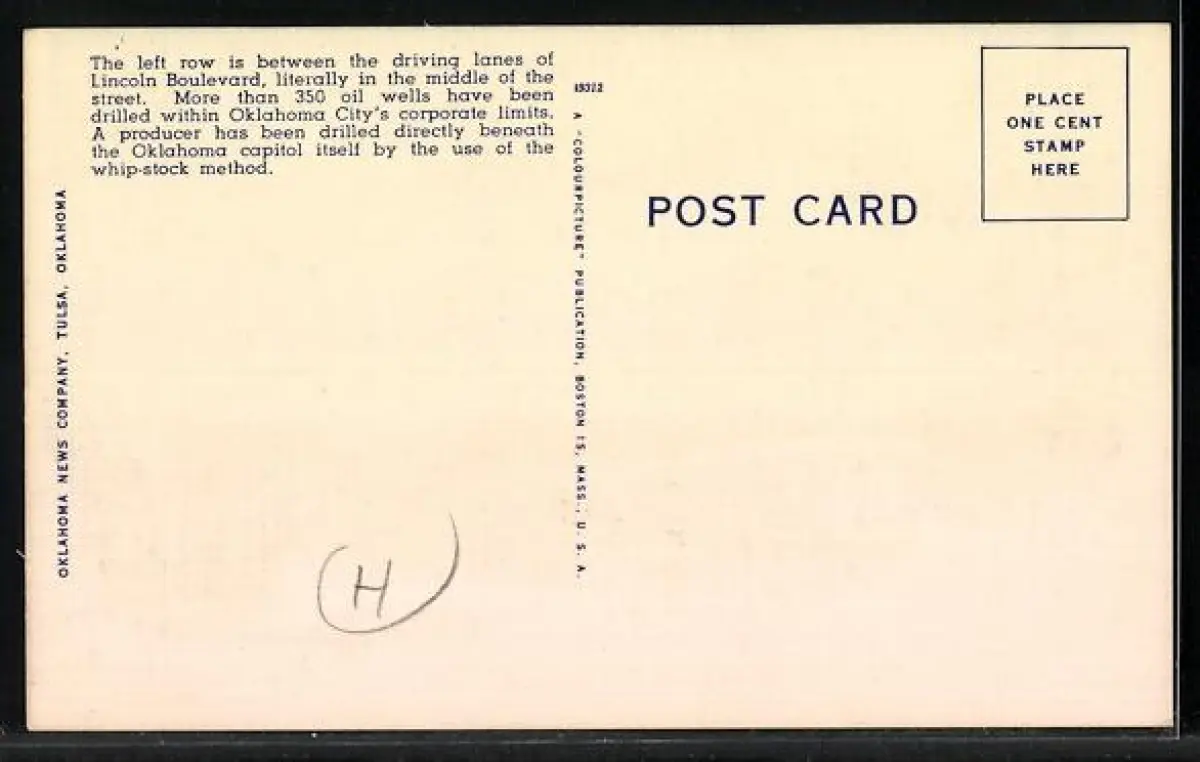 The left row is between the driving lanes of
Lincoln Boulevard, literally in the middle of the
street. More than 350 oil wells have been
drilled within Oklahoma City's corporate limits.
A producer has been drilled directly beneath
the Oklahoma capitol itself by the use of the
whip-stock method.
OKLAHOMA NEWS COMPANY, TULSA, OKLAHOMA
H
A "COLOURPICTURE" PUBLICATION, BOSTON 15, MASS., U. S. A.
POST CARD
PLACE
ONE CENT
STAMP
HERE